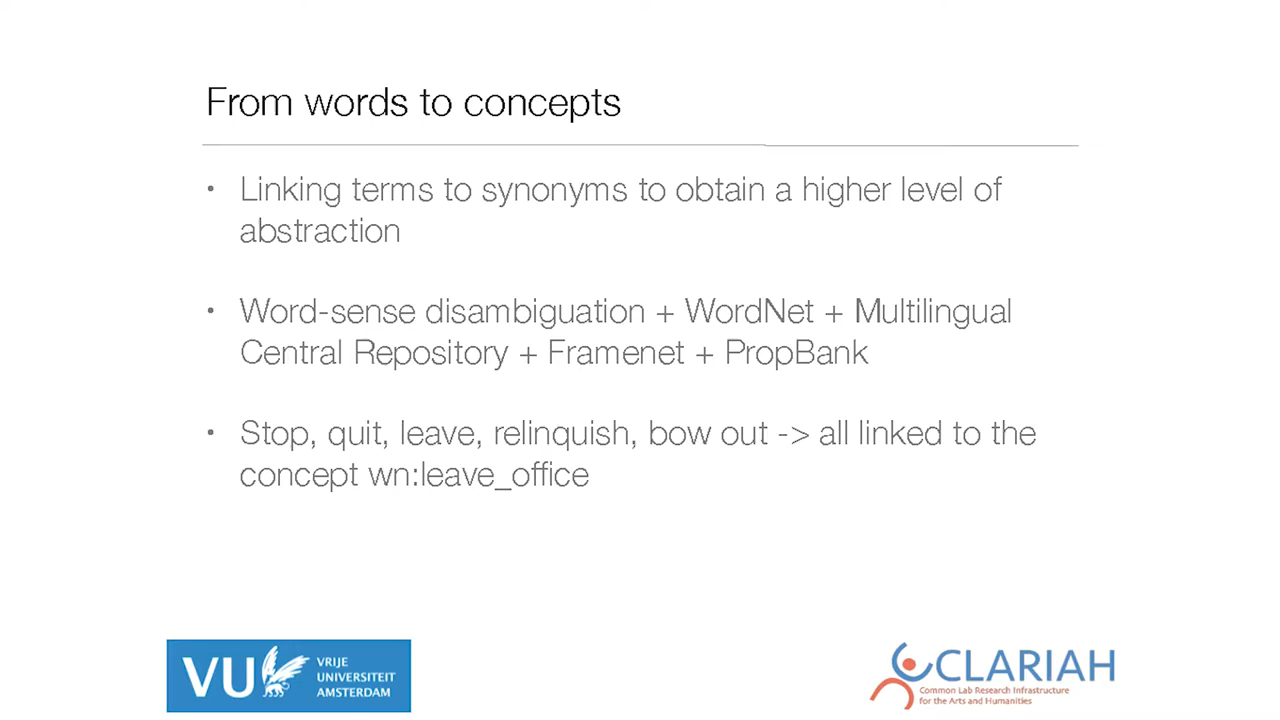 From words to concepts
• Linking terms to synonyms to obtain a higher level of
abstraction
• Word-sense disambiguation + WordNet + Multilingual
Central Repository + Framenet + PropBank
• Stop, quit, leave, relinquish, bow out -> all linked to the
concept wn:leave_office
VU
VRIJE
UNIVERSITEIT
AMSTERDAM
CLARIAH
Common Lab Research Infrastructure
for the Arts and Humanities